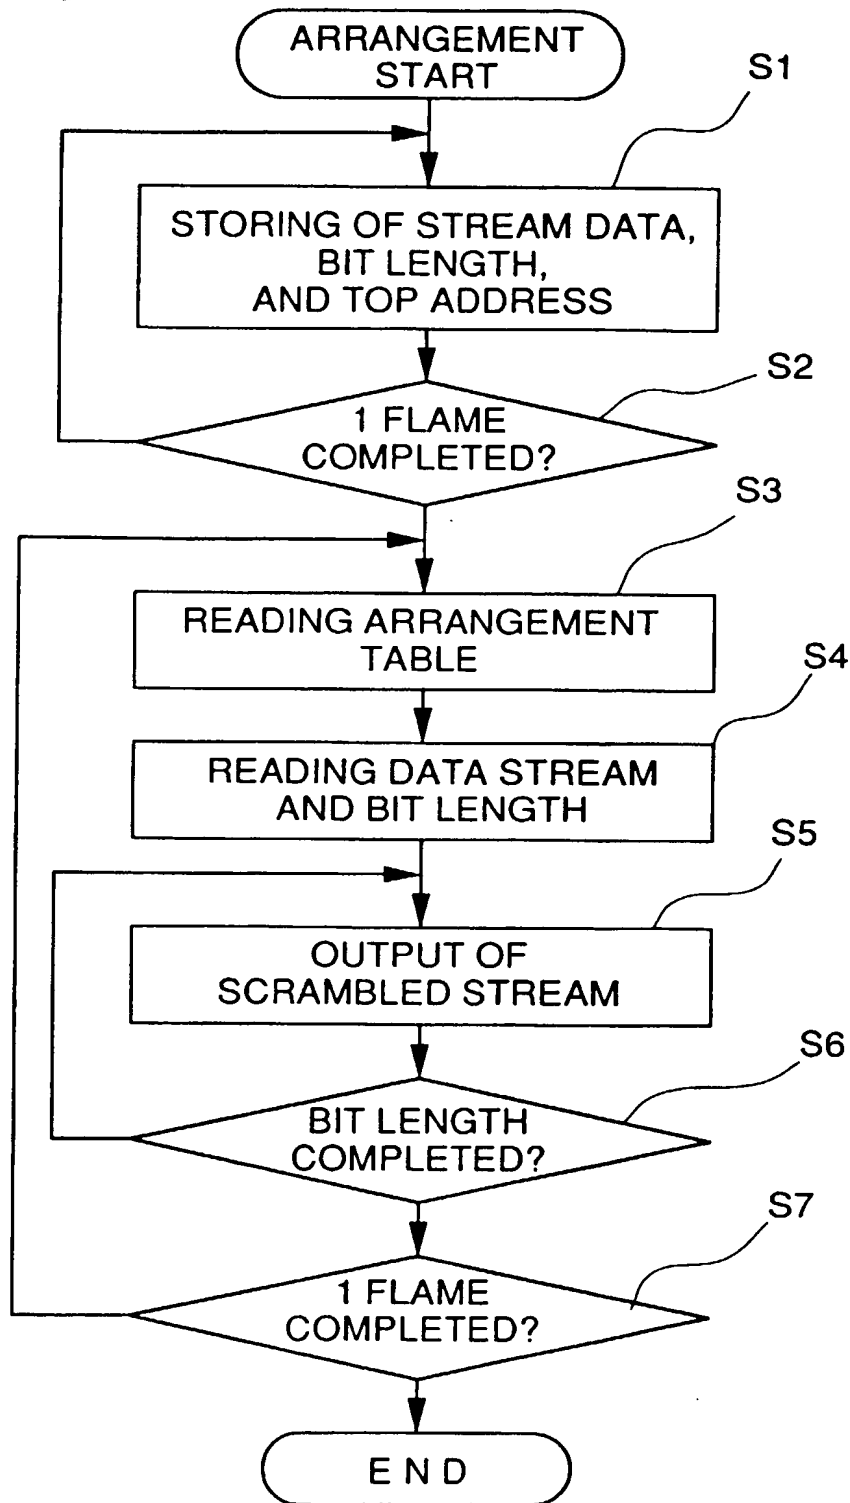 ARRANGEMENT
START
S1
STORING OF STREAM DATA,
BIT LENGTH,
AND TOP ADDRESS
S2
1 FLAME
COMPLETED?
S3
READING ARRANGEMENT
TABLE
S4
READING DATA STREAM
AND BIT LENGTH
S5
OUTPUT OF
SCRAMBLED STREAM
S6
BIT LENGTH
COMPLETED?
S7
1 FLAME
COMPLETED?
E N D